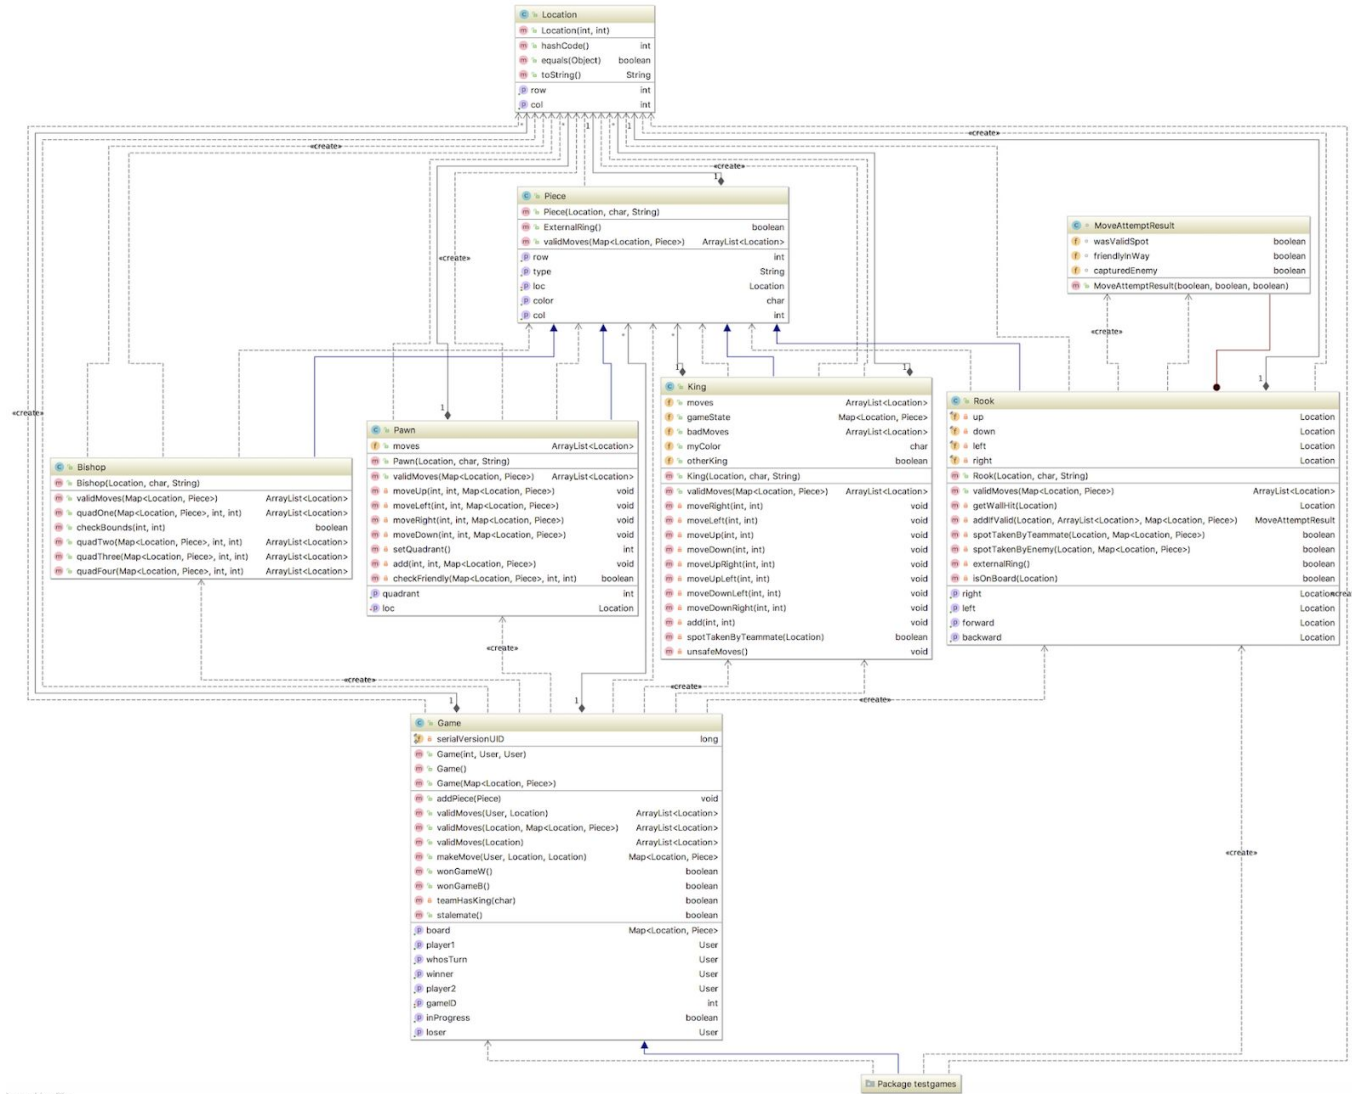 Location
Location(int, int)
hashCode() int
equals(Object) boolean
toString() String
row int
col int
* 1 * 1
«create»
«create»
«create»
1
Piece
Piece(Location, char, String)
ExternalRing() boolean
validMoves(Map<Location, Piece>) ArrayList<Location>
row int
type String
loc Location
color char
col int
MoveAttemptResult
wasValidSpot boolean
friendlyInWay boolean
capturedEnemy boolean
MoveAttemptResult(boolean, boolean, boolean)
«create»
«create»
* *
1 1 1
King
moves ArrayList<Location>
gameState Map<Location, Piece>
badMoves ArrayList<Location>
myColor char
otherKing boolean
King(Location, char, String)
validMoves(Map<Location, Piece>) ArrayList<Location>
moveRight(int, int) void
moveLeft(int, int) void
moveUp(int, int) void
moveDown(int, int) void
moveUpRight(int, int) void
moveUpLeft(int, int) void
moveDownLeft(int, int) void
moveDownRight(int, int) void
add(int, int) void
spotTakenByTeammate(Location) boolean
unsafeMoves() void
Rook
up Location
down Location
left Location
right Location
Rook(Location, char, String)
validMoves(Map<Location, Piece>) ArrayList<Location>
getWallHit(Location) Location
addIfValid(Location, ArrayList<Location>, Map<Location, Piece>) MoveAttemptResult
spotTakenByTeammate(Location, Map<Location, Piece>) boolean
spotTakenByEnemy(Location, Map<Location, Piece>) boolean
externalRing() boolean
isOnBoard(Location) boolean
right Location
left Location
forward Location
backward Location
«create»
1
Pawn
moves ArrayList<Location>
Pawn(Location, char, String)
validMoves(Map<Location, Piece>) ArrayList<Location>
moveUp(int, int, Map<Location, Piece>) void
moveLeft(int, int, Map<Location, Piece>) void
moveRight(int, int, Map<Location, Piece>) void
moveDown(int, int, Map<Location, Piece>) void
setQuadrant() int
add(int, int, Map<Location, Piece>) void
checkFriendly(Map<Location, Piece>, int, int) boolean
quadrant int
loc Location
Bishop
Bishop(Location, char, String)
validMoves(Map<Location, Piece>) ArrayList<Location>
quadOne(Map<Location, Piece>, int, int) ArrayList<Location>
checkBounds(int, int) boolean
quadTwo(Map<Location, Piece>, int, int) ArrayList<Location>
quadThree(Map<Location, Piece>, int, int) ArrayList<Location>
quadFour(Map<Location, Piece>, int, int) ArrayList<Location>
«create»
«create»
«create»
«create»
1 1
Game
serialVersionUID long
Game(int, User, User)
Game()
Game(Map<Location, Piece>)
addPiece(Piece) void
validMoves(User, Location) ArrayList<Location>
validMoves(Location, Map<Location, Piece>) ArrayList<Location>
validMoves(Location) ArrayList<Location>
makeMove(User, Location, Location) Map<Location, Piece>
wonGameW() boolean
wonGameB() boolean
teamHasKing(char) boolean
stalemate() boolean
board Map<Location, Piece>
player1 User
whosTurn User
winner User
player2 User
gameID int
inProgress boolean
loser User
«create»
Package testgames